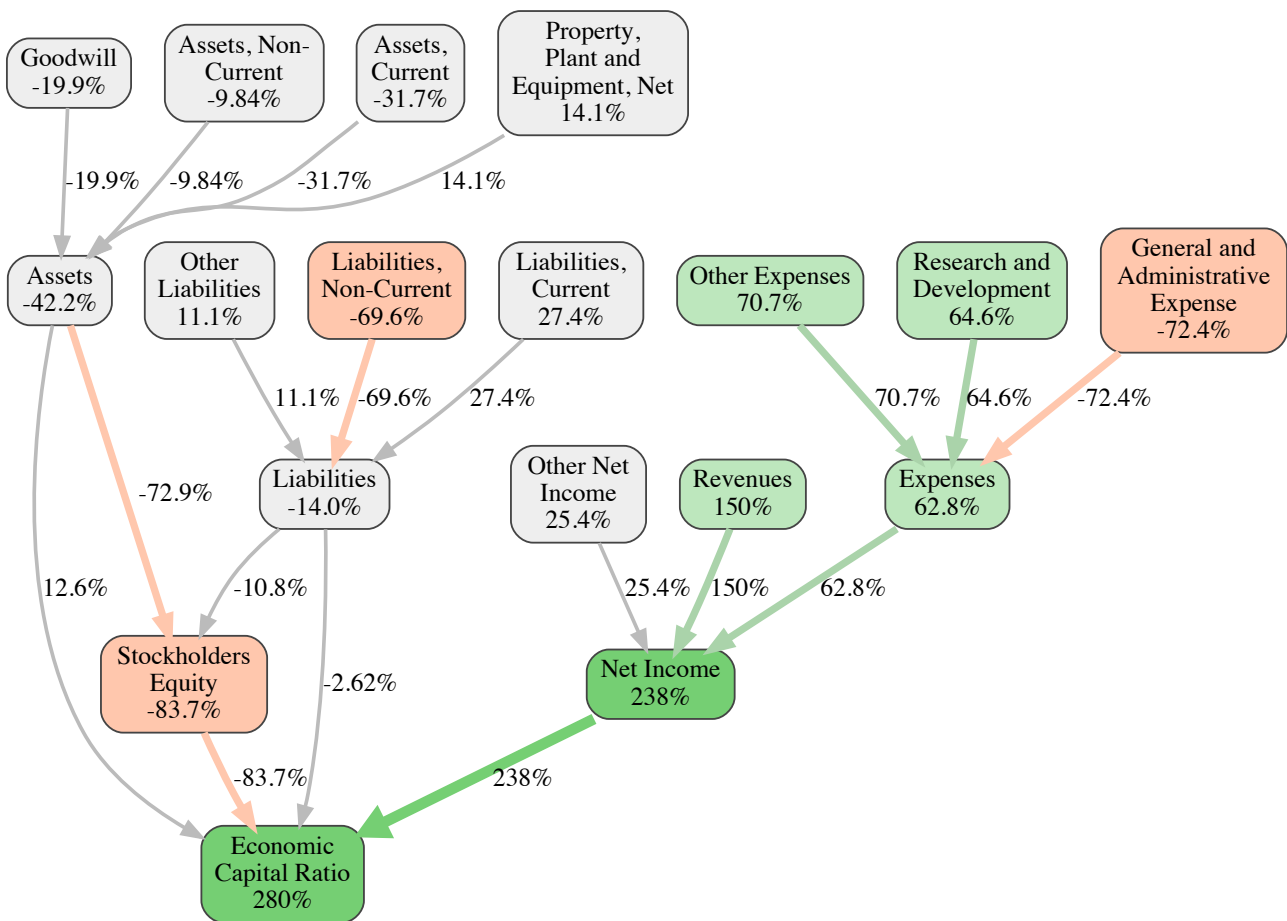 Goodwill
-19.9%
Assets, Non-
Current
-9.84%
Assets,
Current
-31.7%
Property,
Plant and
Equipment, Net
14.1%
-19.9%
-9.84%
-31.7%
14.1%
Assets
-42.2%
Other
Liabilities
11.1%
Liabilities,
Non-Current
-69.6%
Liabilities,
Current
27.4%
Other Expenses
70.7%
Research and
Development
64.6%
General and
Administrative
Expense
-72.4%
11.1%
-69.6%
27.4%
70.7%
64.6%
-72.4%
-72.9%
Liabilities
-14.0%
Other Net
Income
25.4%
Revenues
150%
Expenses
62.8%
12.6%
-10.8%
25.4%
150%
62.8%
Stockholders
Equity
-83.7%
-2.62%
Net Income
238%
-83.7%
238%
Economic
Capital Ratio
280%